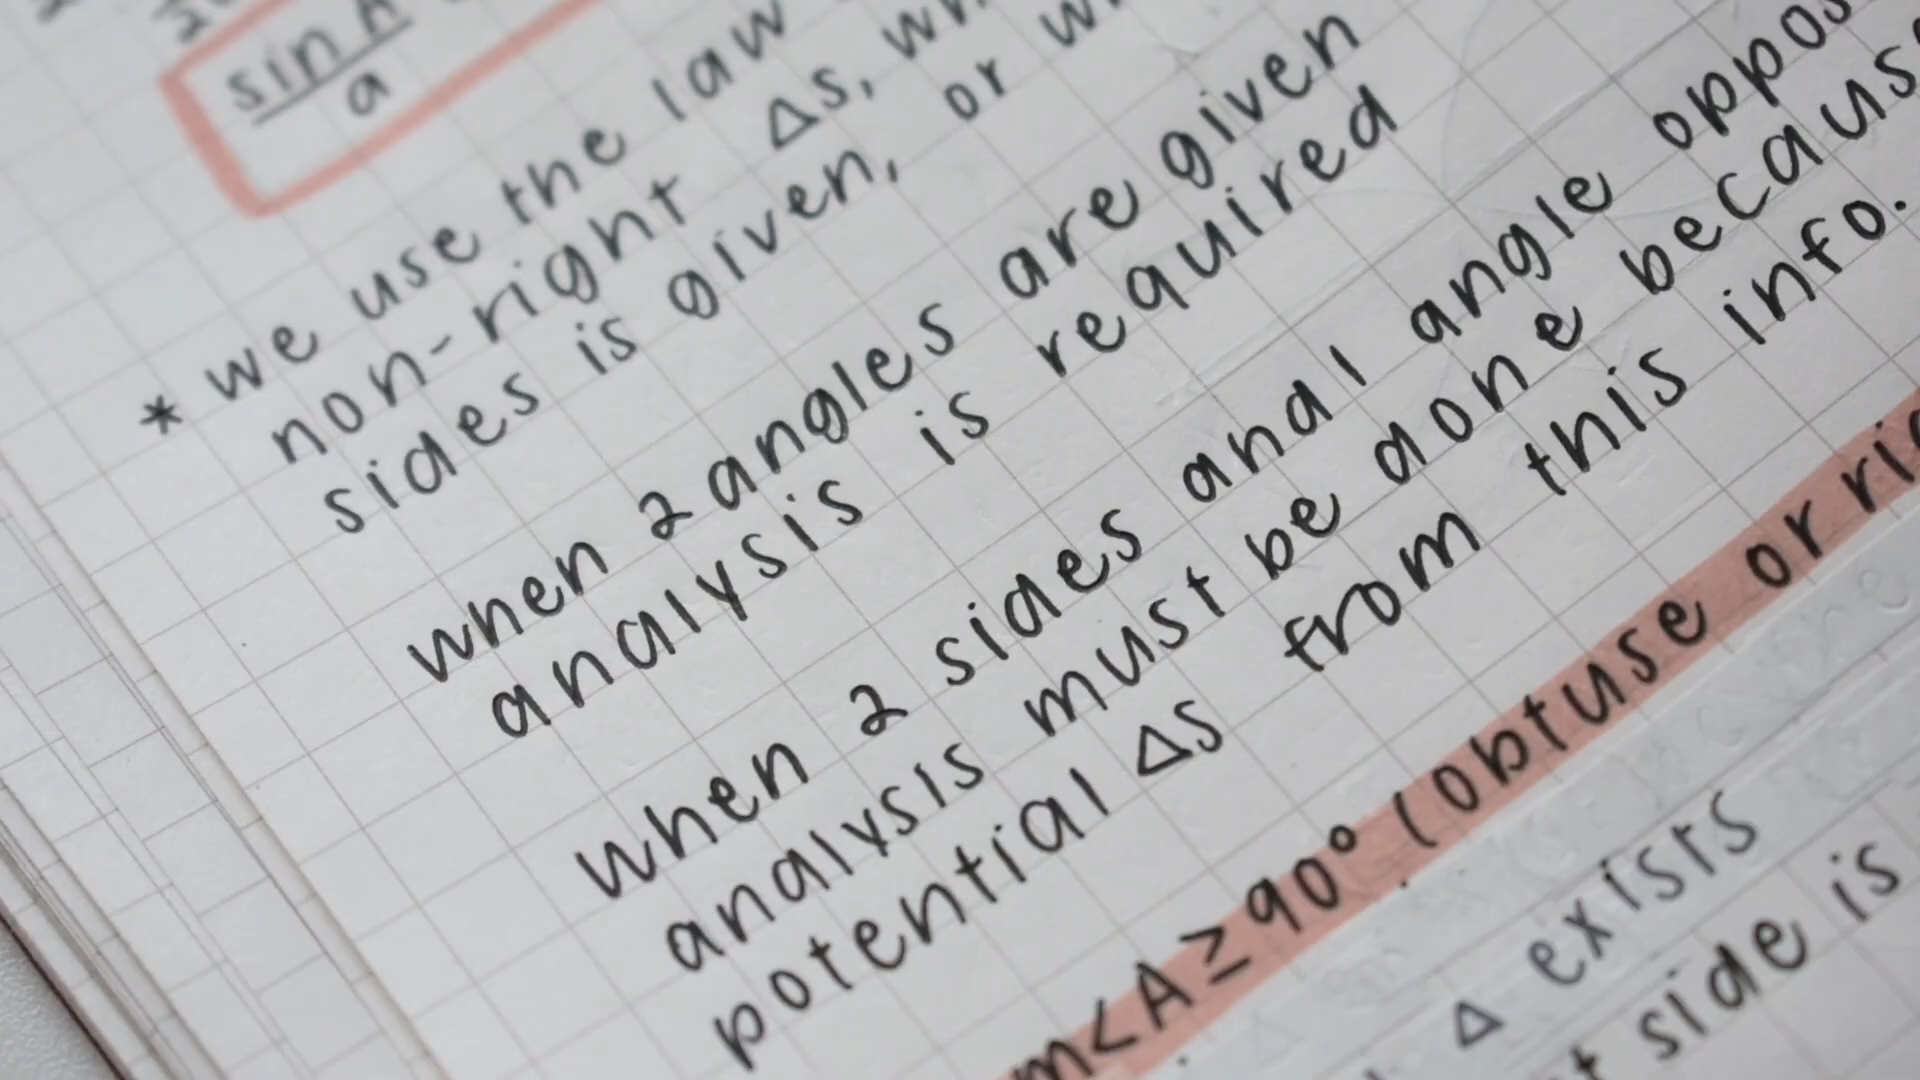 sin A
a
* we use the law
non-right Δs, wh
sides is given, or w
when 2 angles are given
analysis is required
when 2 sides and 1 angle oppos
analysis must be done becaus
potential Δs from this info.
m<A ≥ 90° (obtuse or ri
Δ exists
side is